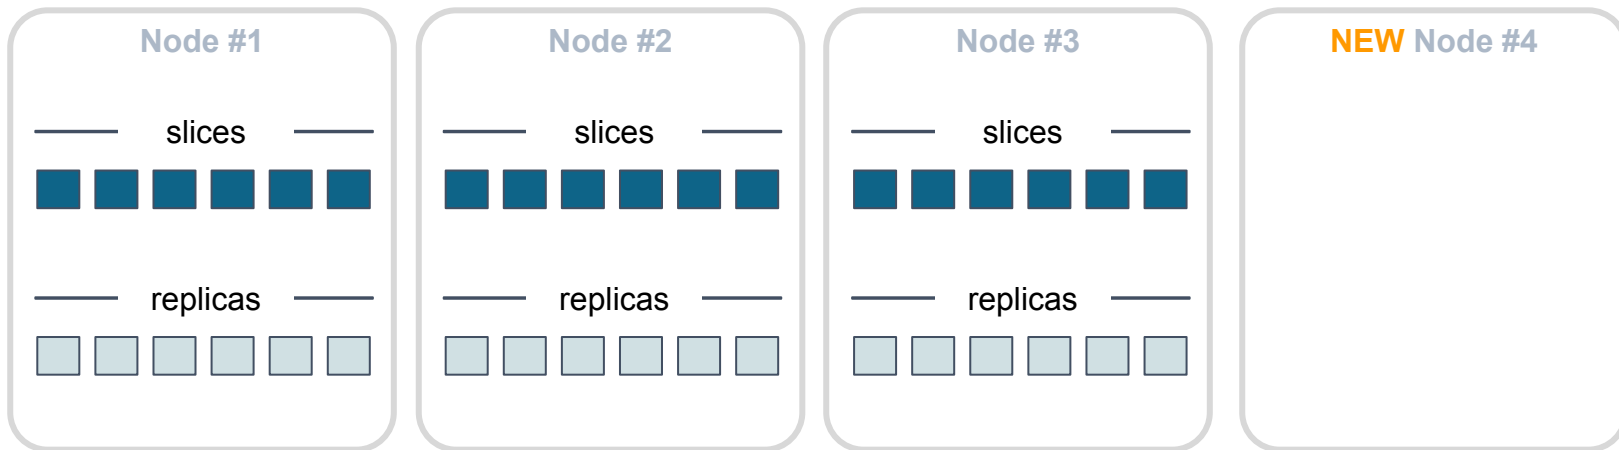 Node #1
slices
replicas
Node #2
slices
replicas
Node #3
slices
replicas
NEW Node #4